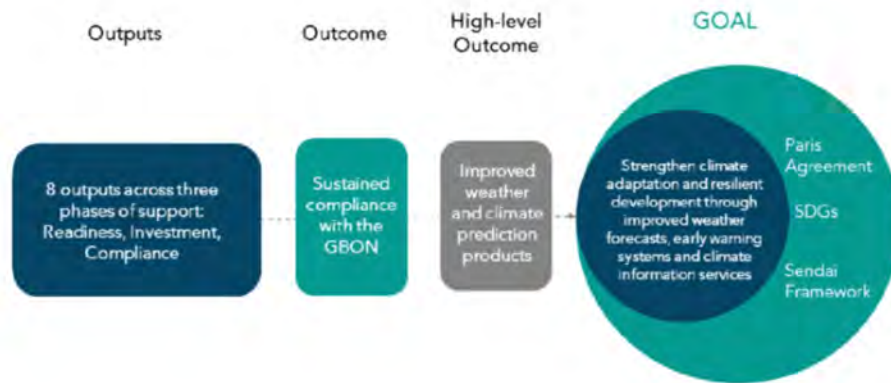 Outputs
Outcome
High-level
Outcome
GOAL
8 outputs across three
phases of support:
Readiness, Investment,
Compliance
Sustained
compliance
with the
GBON
Improved
weather
and climate
prediction
products
Strengthen climate
adaptation and resilient
development through
improved weather
forecasts, early warning
systems and climate
information services
Paris
Agreement
SDGs
Sendai
Framework